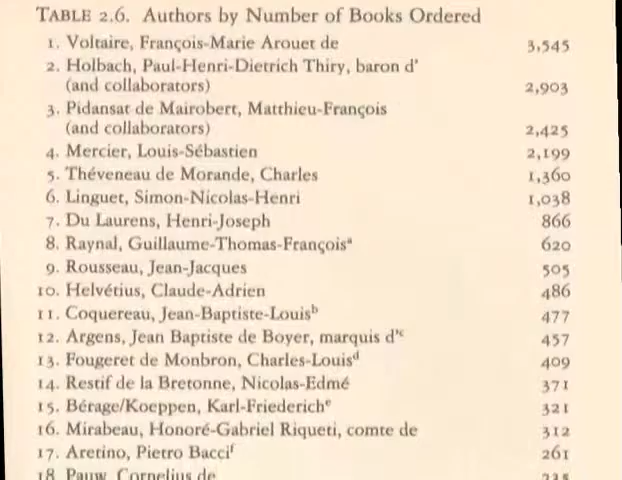 TABLE 2.6. Authors by Number of Books Ordered
1. Voltaire, François-Marie Arouet de 3,545
2. Holbach, Paul-Henri-Dietrich Thiry, baron d'
(and collaborators) 2,903
3. Pidansat de Mairobert, Matthieu-François
(and collaborators) 2,425
4. Mercier, Louis-Sébastien 2,199
5. Théveneau de Morande, Charles 1,360
6. Linguet, Simon-Nicolas-Henri 1,038
7. Du Laurens, Henri-Joseph 866
8. Raynal, Guillaume-Thomas-Françoisᵃ 620
9. Rousseau, Jean-Jacques 505
10. Helvétius, Claude-Adrien 486
11. Coquereau, Jean-Baptiste-Louisᵇ 477
12. Argens, Jean Baptiste de Boyer, marquis d'ᶜ 457
13. Fougeret de Monbron, Charles-Louisᵈ 409
14. Restif de la Bretonne, Nicolas-Edmé 371
15. Bérage/Koeppen, Karl-Friederichᵉ 321
16. Mirabeau, Honoré-Gabriel Riqueti, comte de 312
17. Aretino, Pietro Bacciᶠ 261
18. Pauw, Cornelius de